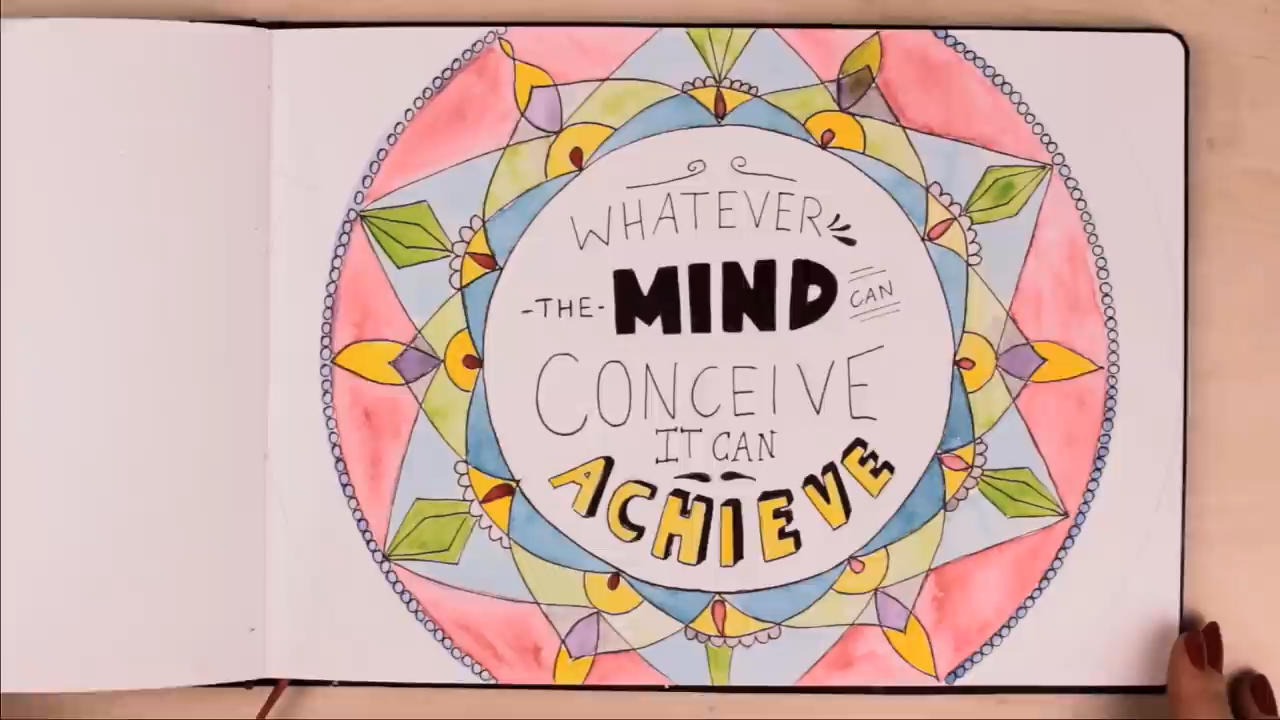 WHATEVER
-THE- MIND CAN
CONCEIVE
IT CAN
ACHIEVE